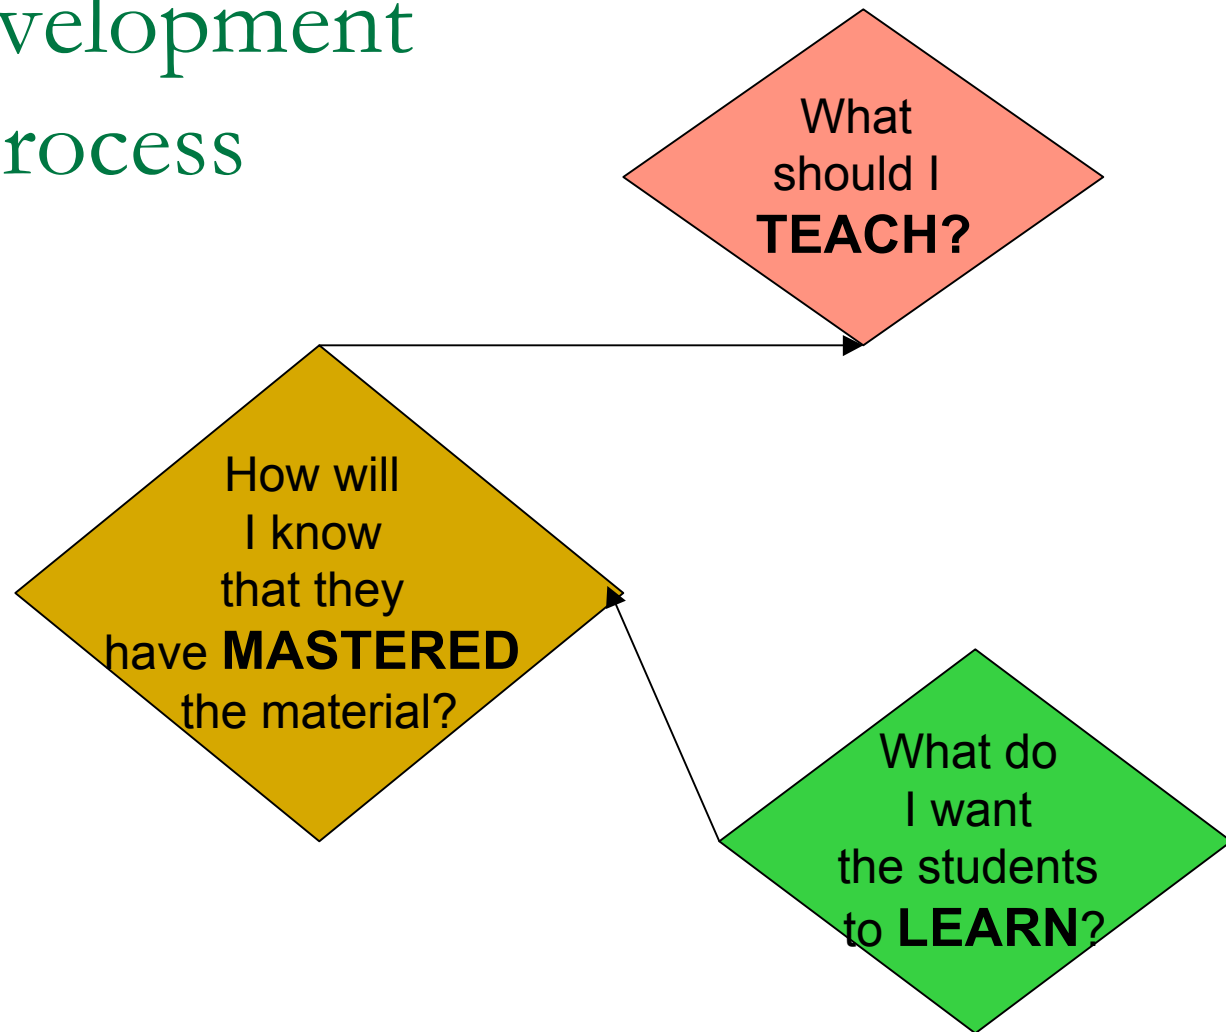 velopment
rocess
What
should I
TEACH?
How will
I know
that they
have MASTERED
the material?
What do
I want
the students
to LEARN?